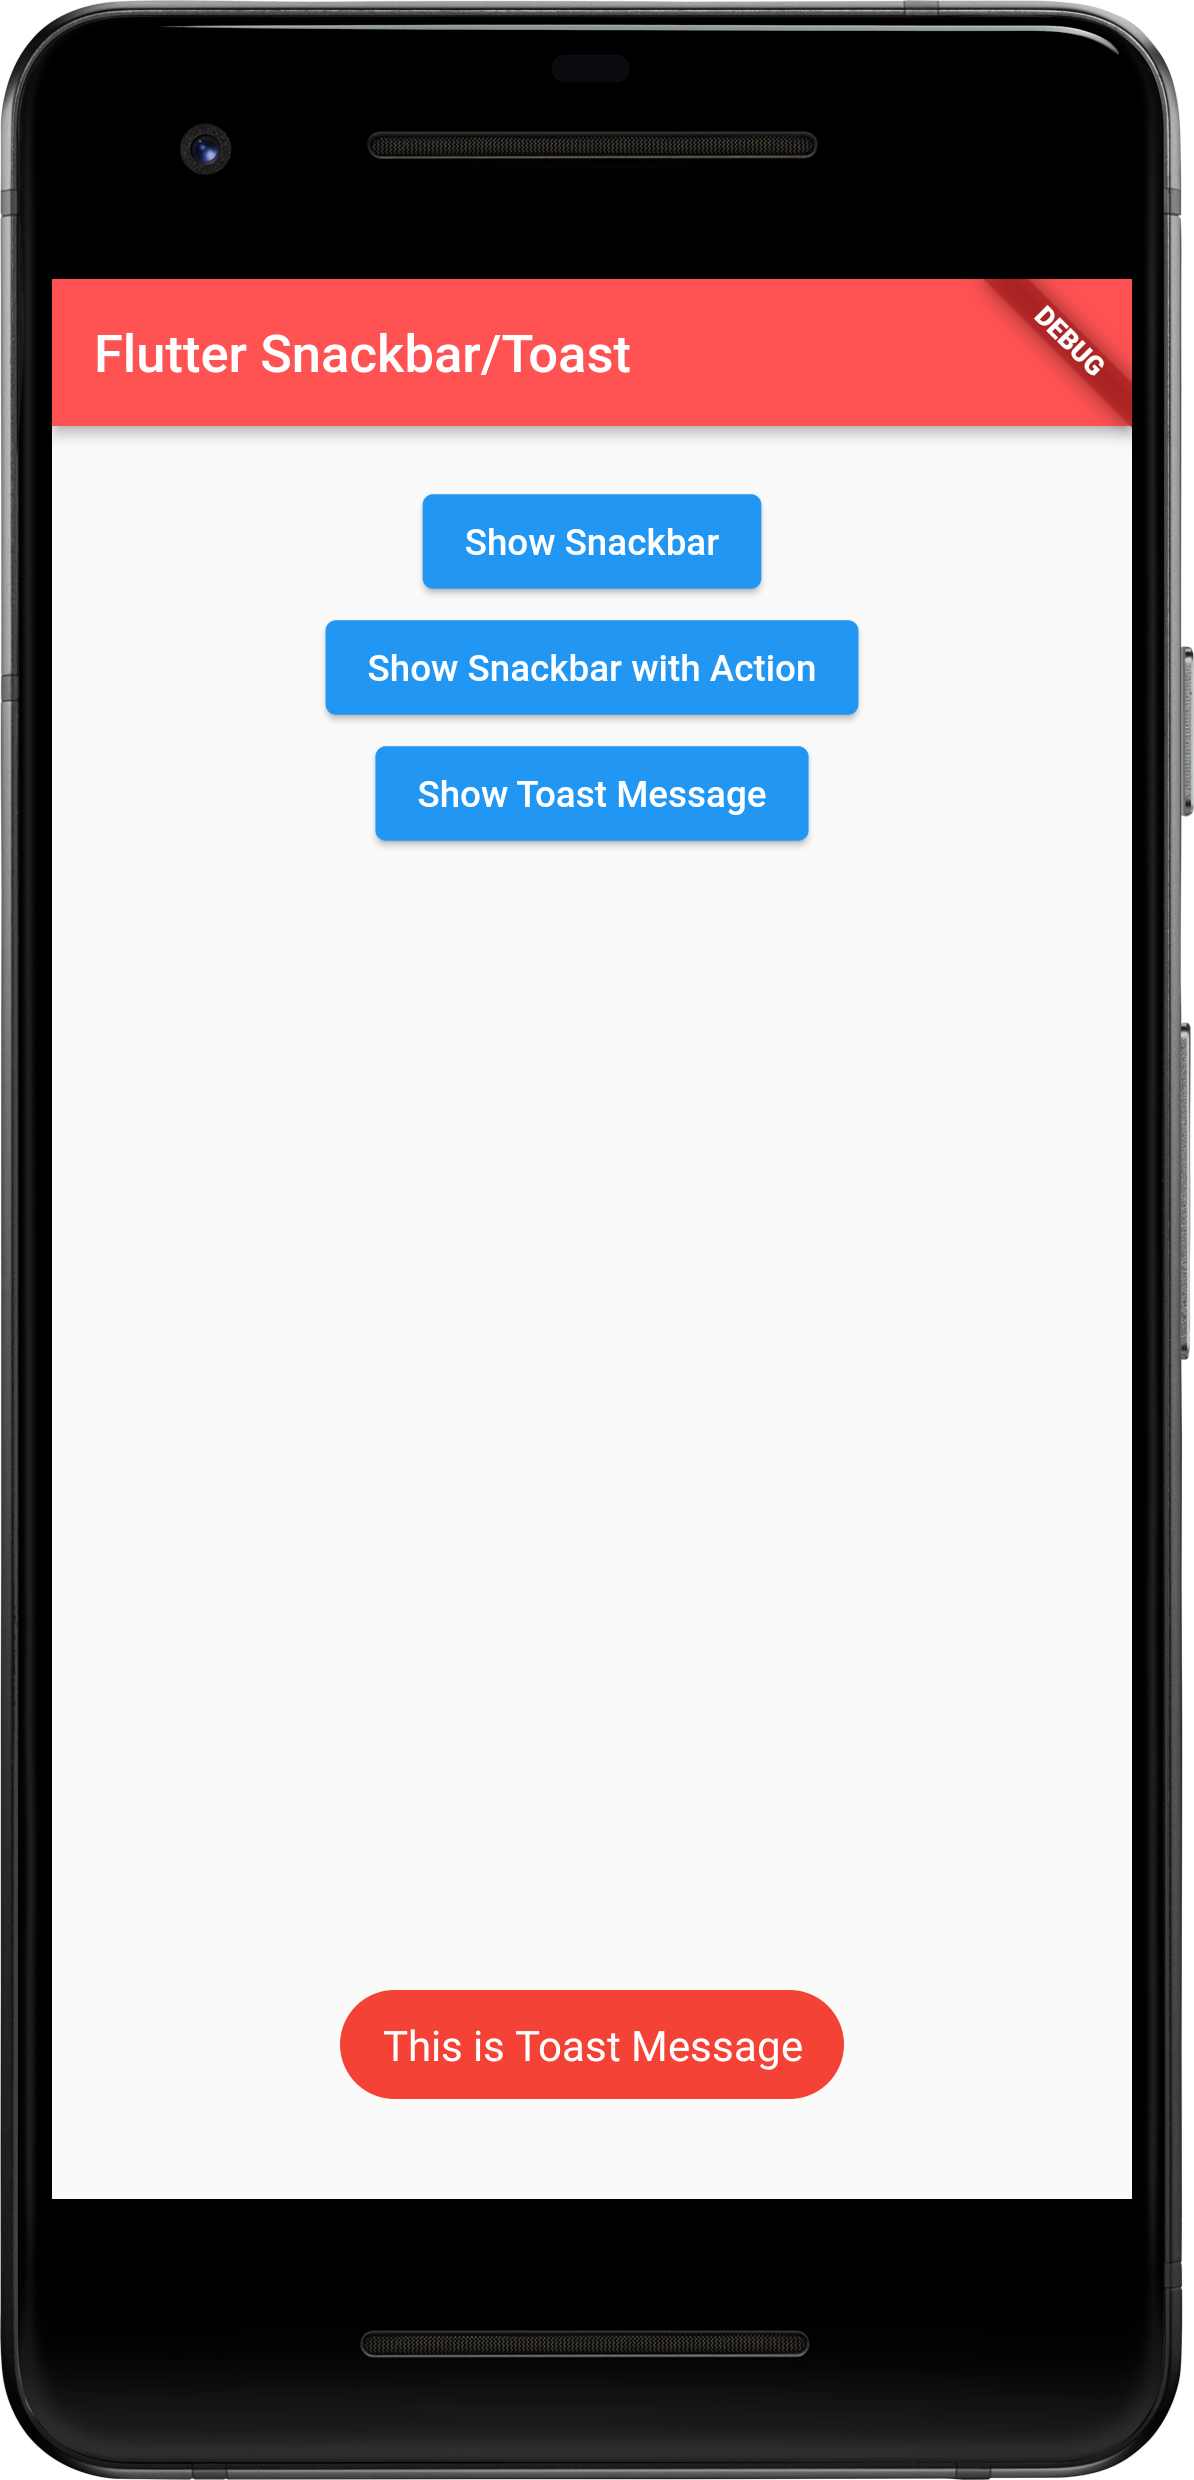 Flutter Snackbar/Toast
DEBUG
Show Snackbar
Show Snackbar with Action
Show Toast Message
This is Toast Message